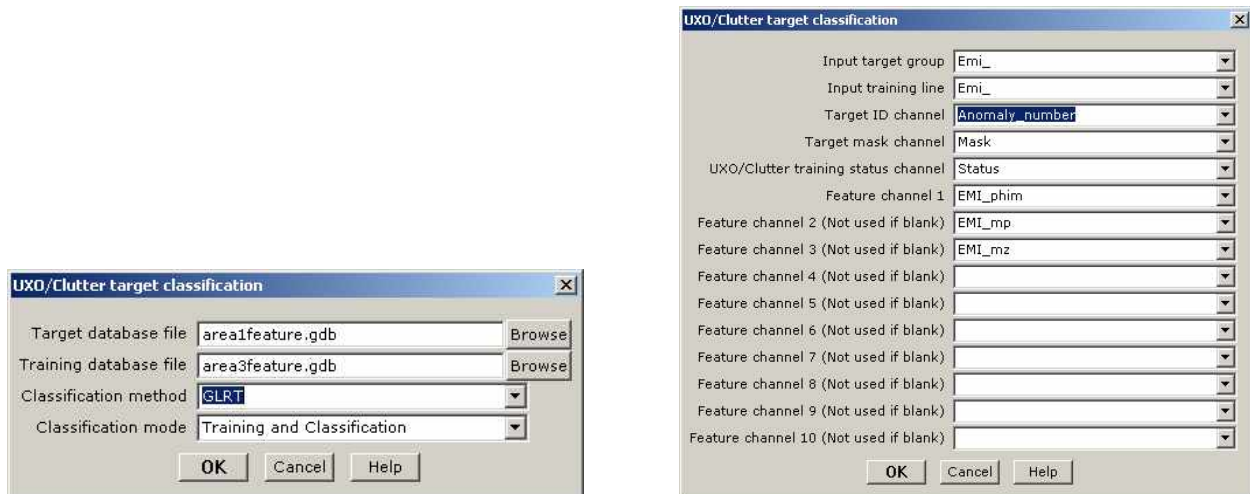 UXO/Clutter target classification
Target database file area1feature.gdb Browse
Training database file area3feature.gdb Browse
Classification method GLRT
Classification mode Training and Classification
OK Cancel Help
UXO/Clutter target classification
Input target group Emi_
Input training line Emi_
Target ID channel Anomaly_number
Target mask channel Mask
UXO/Clutter training status channel Status
Feature channel 1 EMI_phim
Feature channel 2 (Not used if blank) EMI_mp
Feature channel 3 (Not used if blank) EMI_mz
Feature channel 4 (Not used if blank)
Feature channel 5 (Not used if blank)
Feature channel 6 (Not used if blank)
Feature channel 7 (Not used if blank)
Feature channel 8 (Not used if blank)
Feature channel 9 (Not used if blank)
Feature channel 10 (Not used if blank)
OK Cancel Help